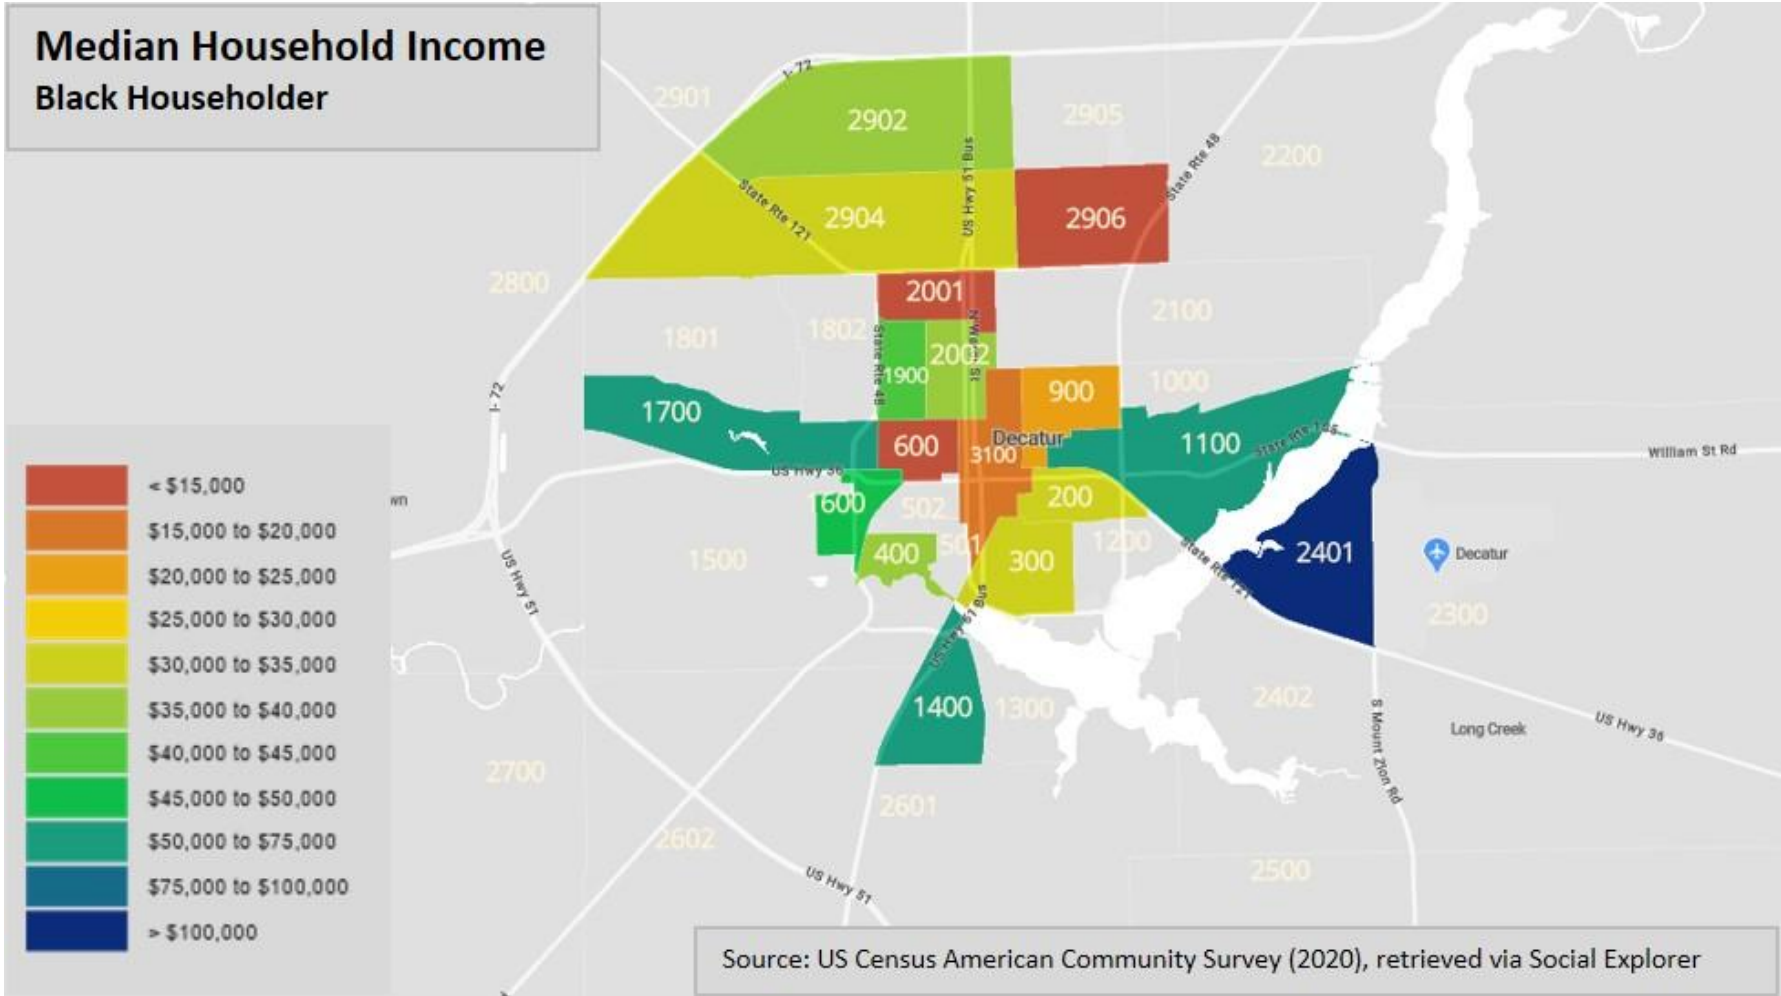 Median Household Income
Black Householder
I- 72
2901
2902
2905
2200
State Rte 48
US Hwy 51 Bus
State Rte 121
2904
2906
2800
2001
1801
1802
2100
State Rte 48
2002
1900
1000
900
I- 72
1700
Decatur
600
3100
1100
William St Rd
US Hwy 36
wn
1600
502
200
1500
400
501
300
1200
2401
Decatur
State Rte 121
US Hwy 51
US Hwy 51 Bus
2300
1400
1300
2402
Long Creek
US Hwy 36
S Mount Zion Rd
2700
2601
2602
2500
US Hwy 51
< $15,000
$15,000 to $20,000
$20,000 to $25,000
$25,000 to $30,000
$30,000 to $35,000
$35,000 to $40,000
$40,000 to $45,000
$45,000 to $50,000
$50,000 to $75,000
$75,000 to $100,000
> $100,000
Source: US Census American Community Survey (2020), retrieved via Social Explorer